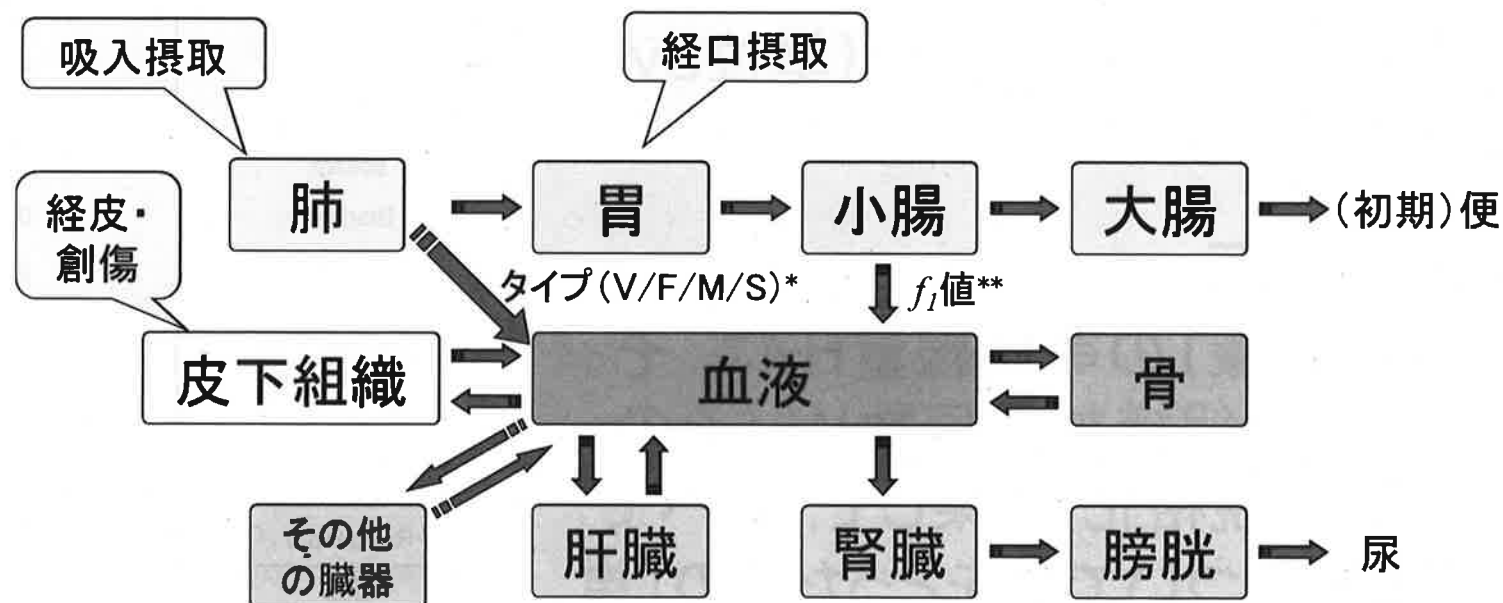 吸入摂取
経口摂取
肺
胃
小腸
大腸
(初期)便
経皮・
創傷
タイプ(V/F/M/S)*
f₁値**
皮下組織
血液
骨
その他
の臓器
肝臓
腎臓
膀胱
尿